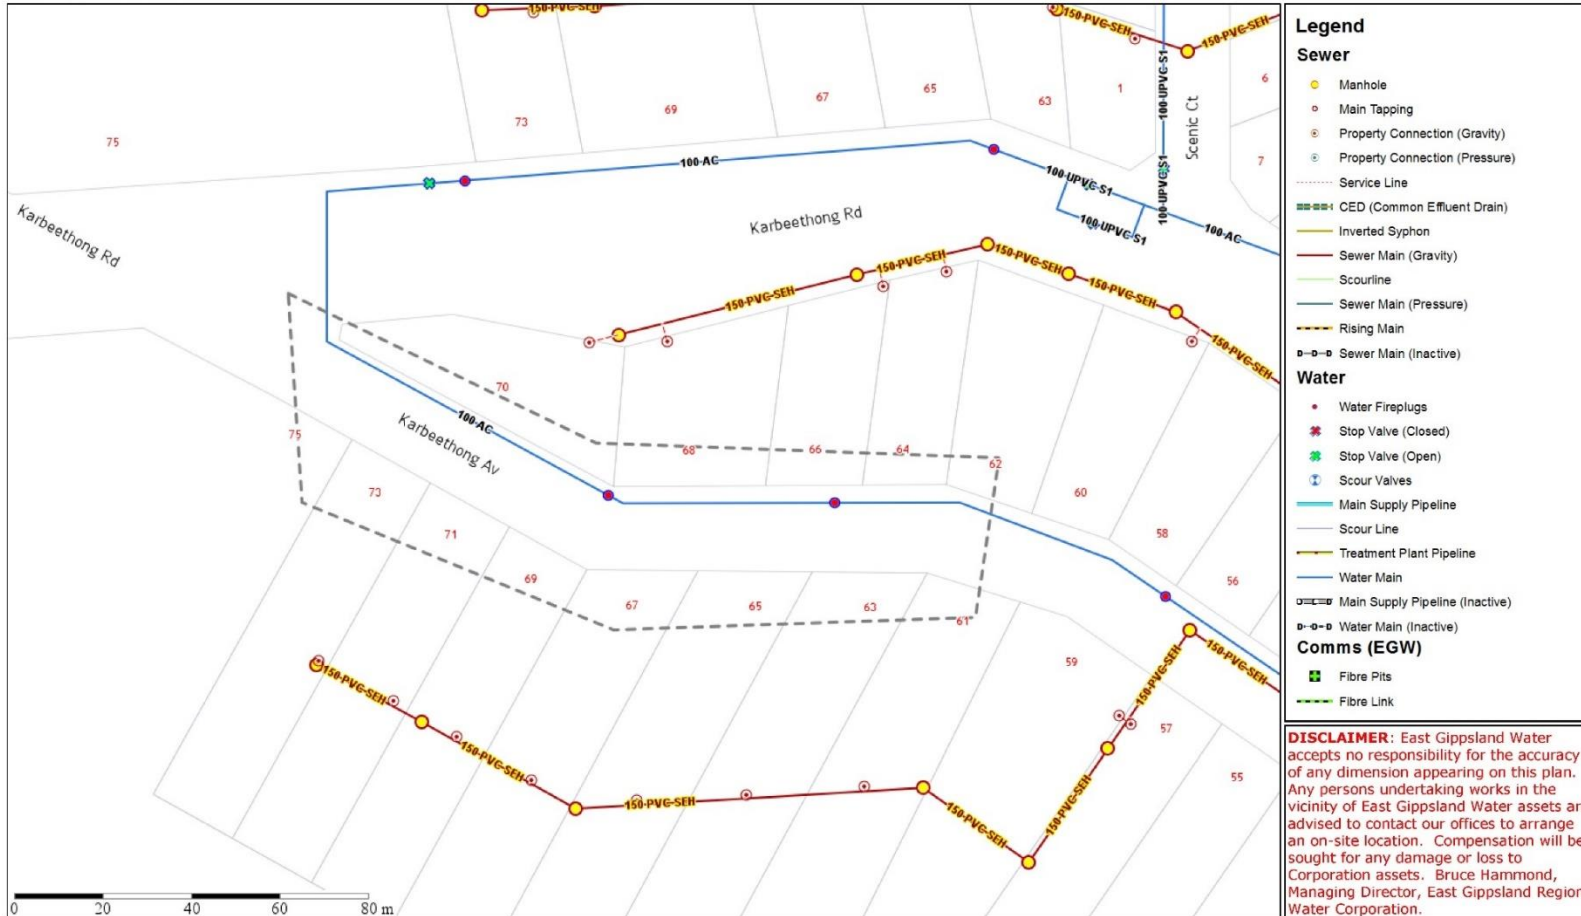 150-PVC-SEH
150-PVC-SEH
150-PVC-SEH
75
73
69
67
65
63
1
6
7
100-UPVC-S1
Scenic Ct
100-UPVC-S1
100-AC
100-UPVC-S1
100-UPVC-S1
100-AC
Karbeethong Rd
Karbeethong Rd
150-PVC-SEH
150-PVC-SEH
150-PVC-SEH
150-PVC-SEH
70
100-AC
Karbeethong Av
75
73
71
69
68
66
64
62
60
58
56
67
65
63
61
59
57
55
150-PVC-SEH
150-PVC-SEH
150-PVC-SEH
150-PVC-SEH
150-PVC-SEH
150-PVC-SEH
150-PVC-SEH
0 20 40 60 80 m
Legend
Sewer
Manhole
Main Tapping
Property Connection (Gravity)
Property Connection (Pressure)
Service Line
CED (Common Effluent Drain)
Inverted Syphon
Sewer Main (Gravity)
Scourline
Sewer Main (Pressure)
Rising Main
Sewer Main (Inactive)
Water
Water Fireplugs
Stop Valve (Closed)
Stop Valve (Open)
Scour Valves
Main Supply Pipeline
Scour Line
Treatment Plant Pipeline
Water Main
Main Supply Pipeline (Inactive)
Water Main (Inactive)
Comms (EGW)
Fibre Pits
Fibre Link
DISCLAIMER: East Gippsland Water
accepts no responsibility for the accuracy
of any dimension appearing on this plan.
Any persons undertaking works in the
vicinity of East Gippsland Water assets ar
advised to contact our offices to arrange
an on-site location. Compensation will be
sought for any damage or loss to
Corporation assets. Bruce Hammond,
Managing Director, East Gippsland Region
Water Corporation.